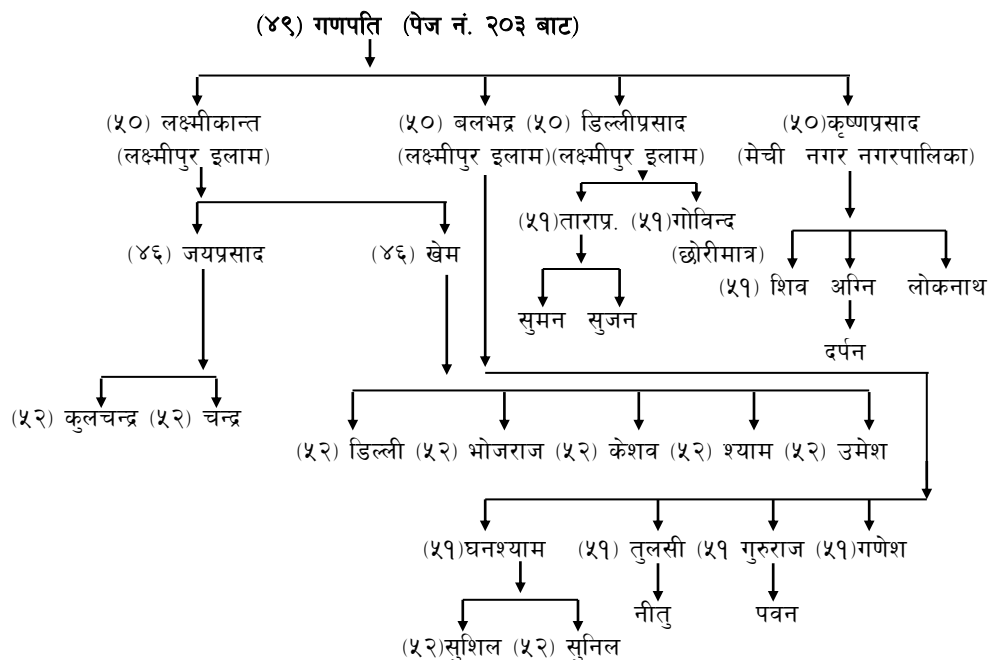 (४९) गणपति (पेज नं. २०३ बाट)
(५०) लक्ष्मीकान्त (५०) बलभद्र (५०) डिल्लीप्रसाद (५०)कृष्णप्रसाद
(लक्ष्मीपुर इलाम) (लक्ष्मीपुर इलाम)(लक्ष्मीपुर इलाम) (मेची नगर नगरपालिका)
(५१)ताराप्र. (५१)गोविन्द
(४६) जयप्रसाद (४६) खेम (छोरीमात्र)
(५१) शिव अग्नि लोकनाथ
सुमन सुजन
दर्पन
(५२) कुलचन्द्र (५२) चन्द्र
(५२) डिल्ली (५२) भोजराज (५२) केशव (५२) श्याम (५२) उमेश
(५१)घनश्याम (५१) तुलसी (५१ गुरुराज (५१)गणेश
नीतु पवन
(५२)सुशिल (५२) सुनिल